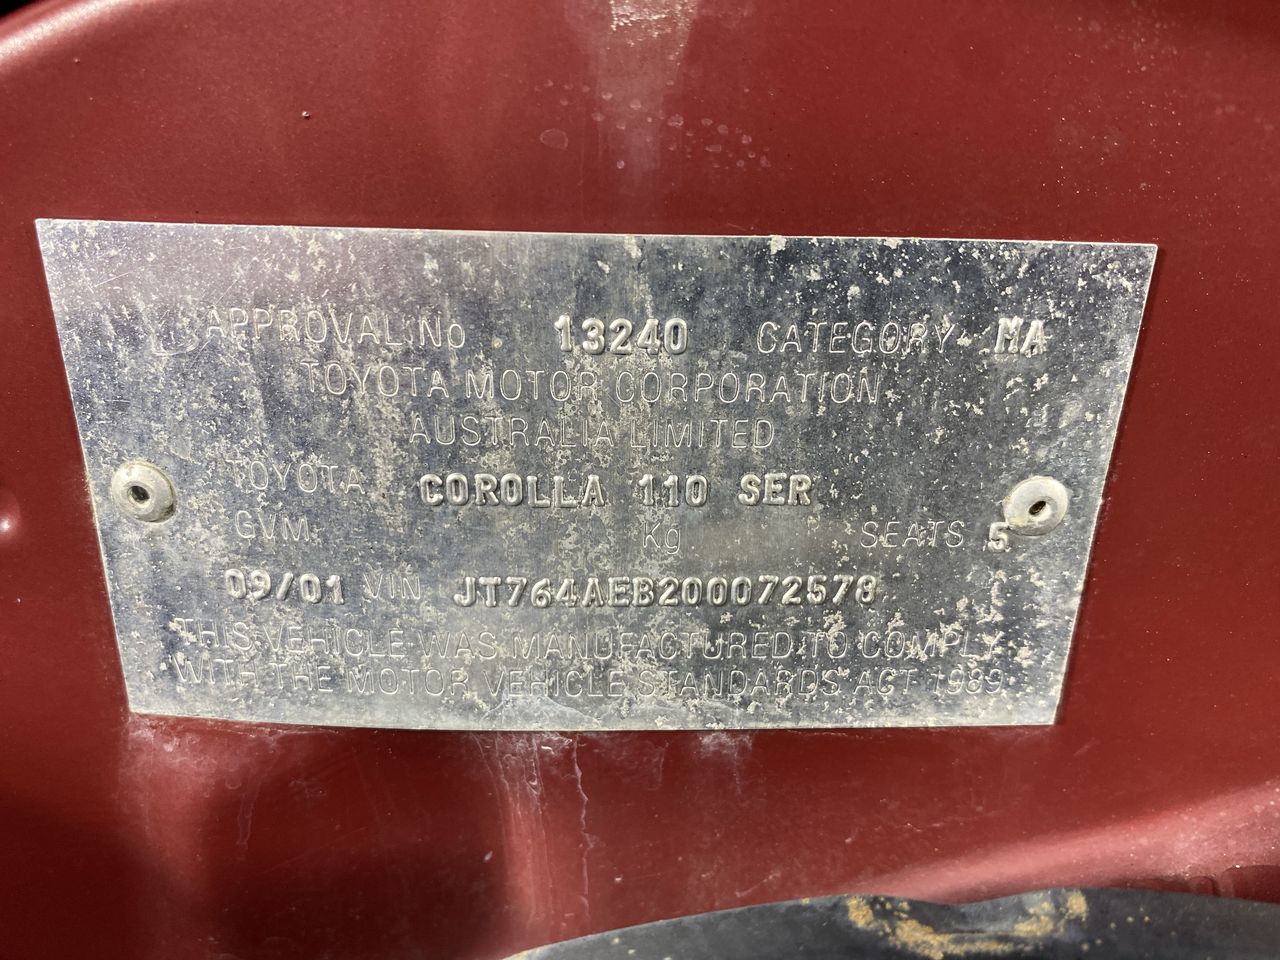 APPROVAL No 13240 CATEGORY MA
TOYOTA MOTOR CORPORATION
AUSTRALIA LIMITED
TOYOTA COROLLA 110 SER
GVM Kg SEATS 5
09/01 VIN JT764AEB200072578
THIS VEHICLE WAS MANUFACTURED TO COMPLY
WITH THE MOTOR VEHICLE STANDARDS ACT 1989